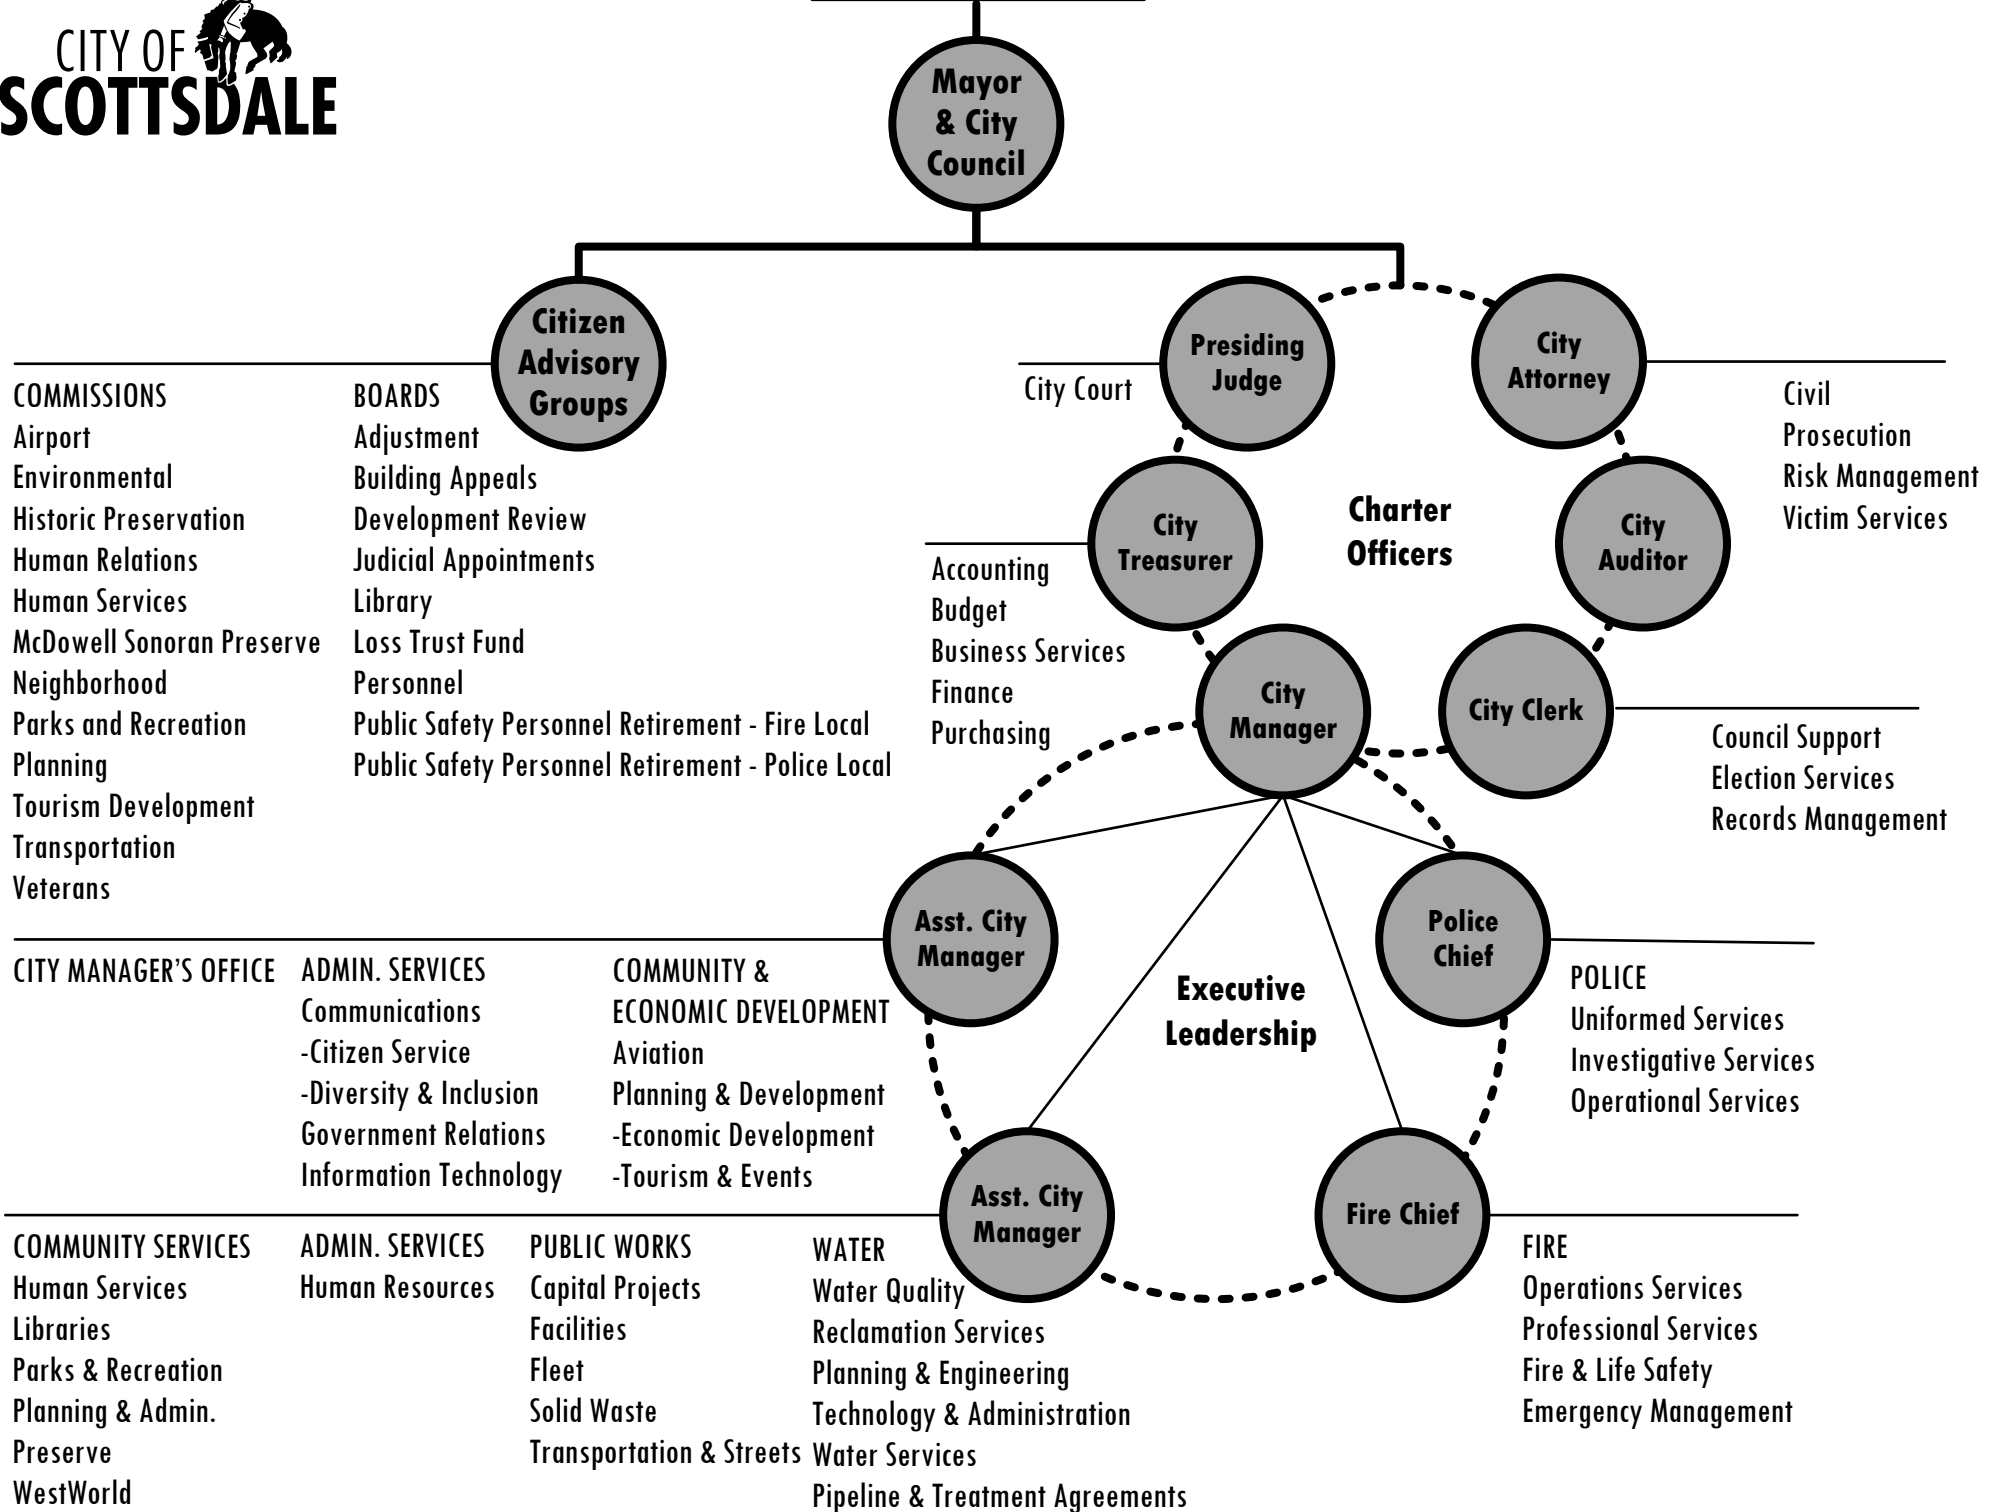 CITY OF
SCOTTSDALE
Mayor
& City
Council
Citizen
Advisory
Groups
COMMISSIONS
Airport
Environmental
Historic Preservation
Human Relations
Human Services
McDowell Sonoran Preserve
Neighborhood
Parks and Recreation
Planning
Tourism Development
Transportation
Veterans
BOARDS
Adjustment
Building Appeals
Development Review
Judicial Appointments
Library
Loss Trust Fund
Personnel
Public Safety Personnel Retirement - Fire Local
Public Safety Personnel Retirement - Police Local
Charter
Officers
Presiding
Judge
City Court
City
Attorney
Civil
Prosecution
Risk Management
Victim Services
City
Treasurer
Accounting
Budget
Business Services
Finance
Purchasing
City
Auditor
City
Manager
City Clerk
Council Support
Election Services
Records Management
Executive
Leadership
Asst. City
Manager
CITY MANAGER'S OFFICE
ADMIN. SERVICES
Communications
-Citizen Service
-Diversity & Inclusion
Government Relations
Information Technology
COMMUNITY &
ECONOMIC DEVELOPMENT
Aviation
Planning & Development
-Economic Development
-Tourism & Events
Police
Chief
POLICE
Uniformed Services
Investigative Services
Operational Services
Asst. City
Manager
COMMUNITY SERVICES
Human Services
Libraries
Parks & Recreation
Planning & Admin.
Preserve
WestWorld
ADMIN. SERVICES
Human Resources
PUBLIC WORKS
Capital Projects
Facilities
Fleet
Solid Waste
Transportation & Streets
WATER
Water Quality
Reclamation Services
Planning & Engineering
Technology & Administration
Water Services
Pipeline & Treatment Agreements
Fire Chief
FIRE
Operations Services
Professional Services
Fire & Life Safety
Emergency Management